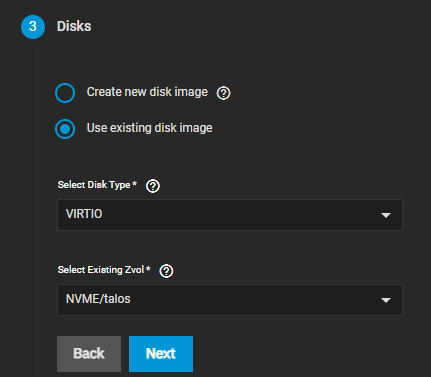 3 Disks
Create new disk image ?
Use existing disk image
Select Disk Type * ?
VIRTIO
Select Existing Zvol * ?
NVME/talos
Back Next